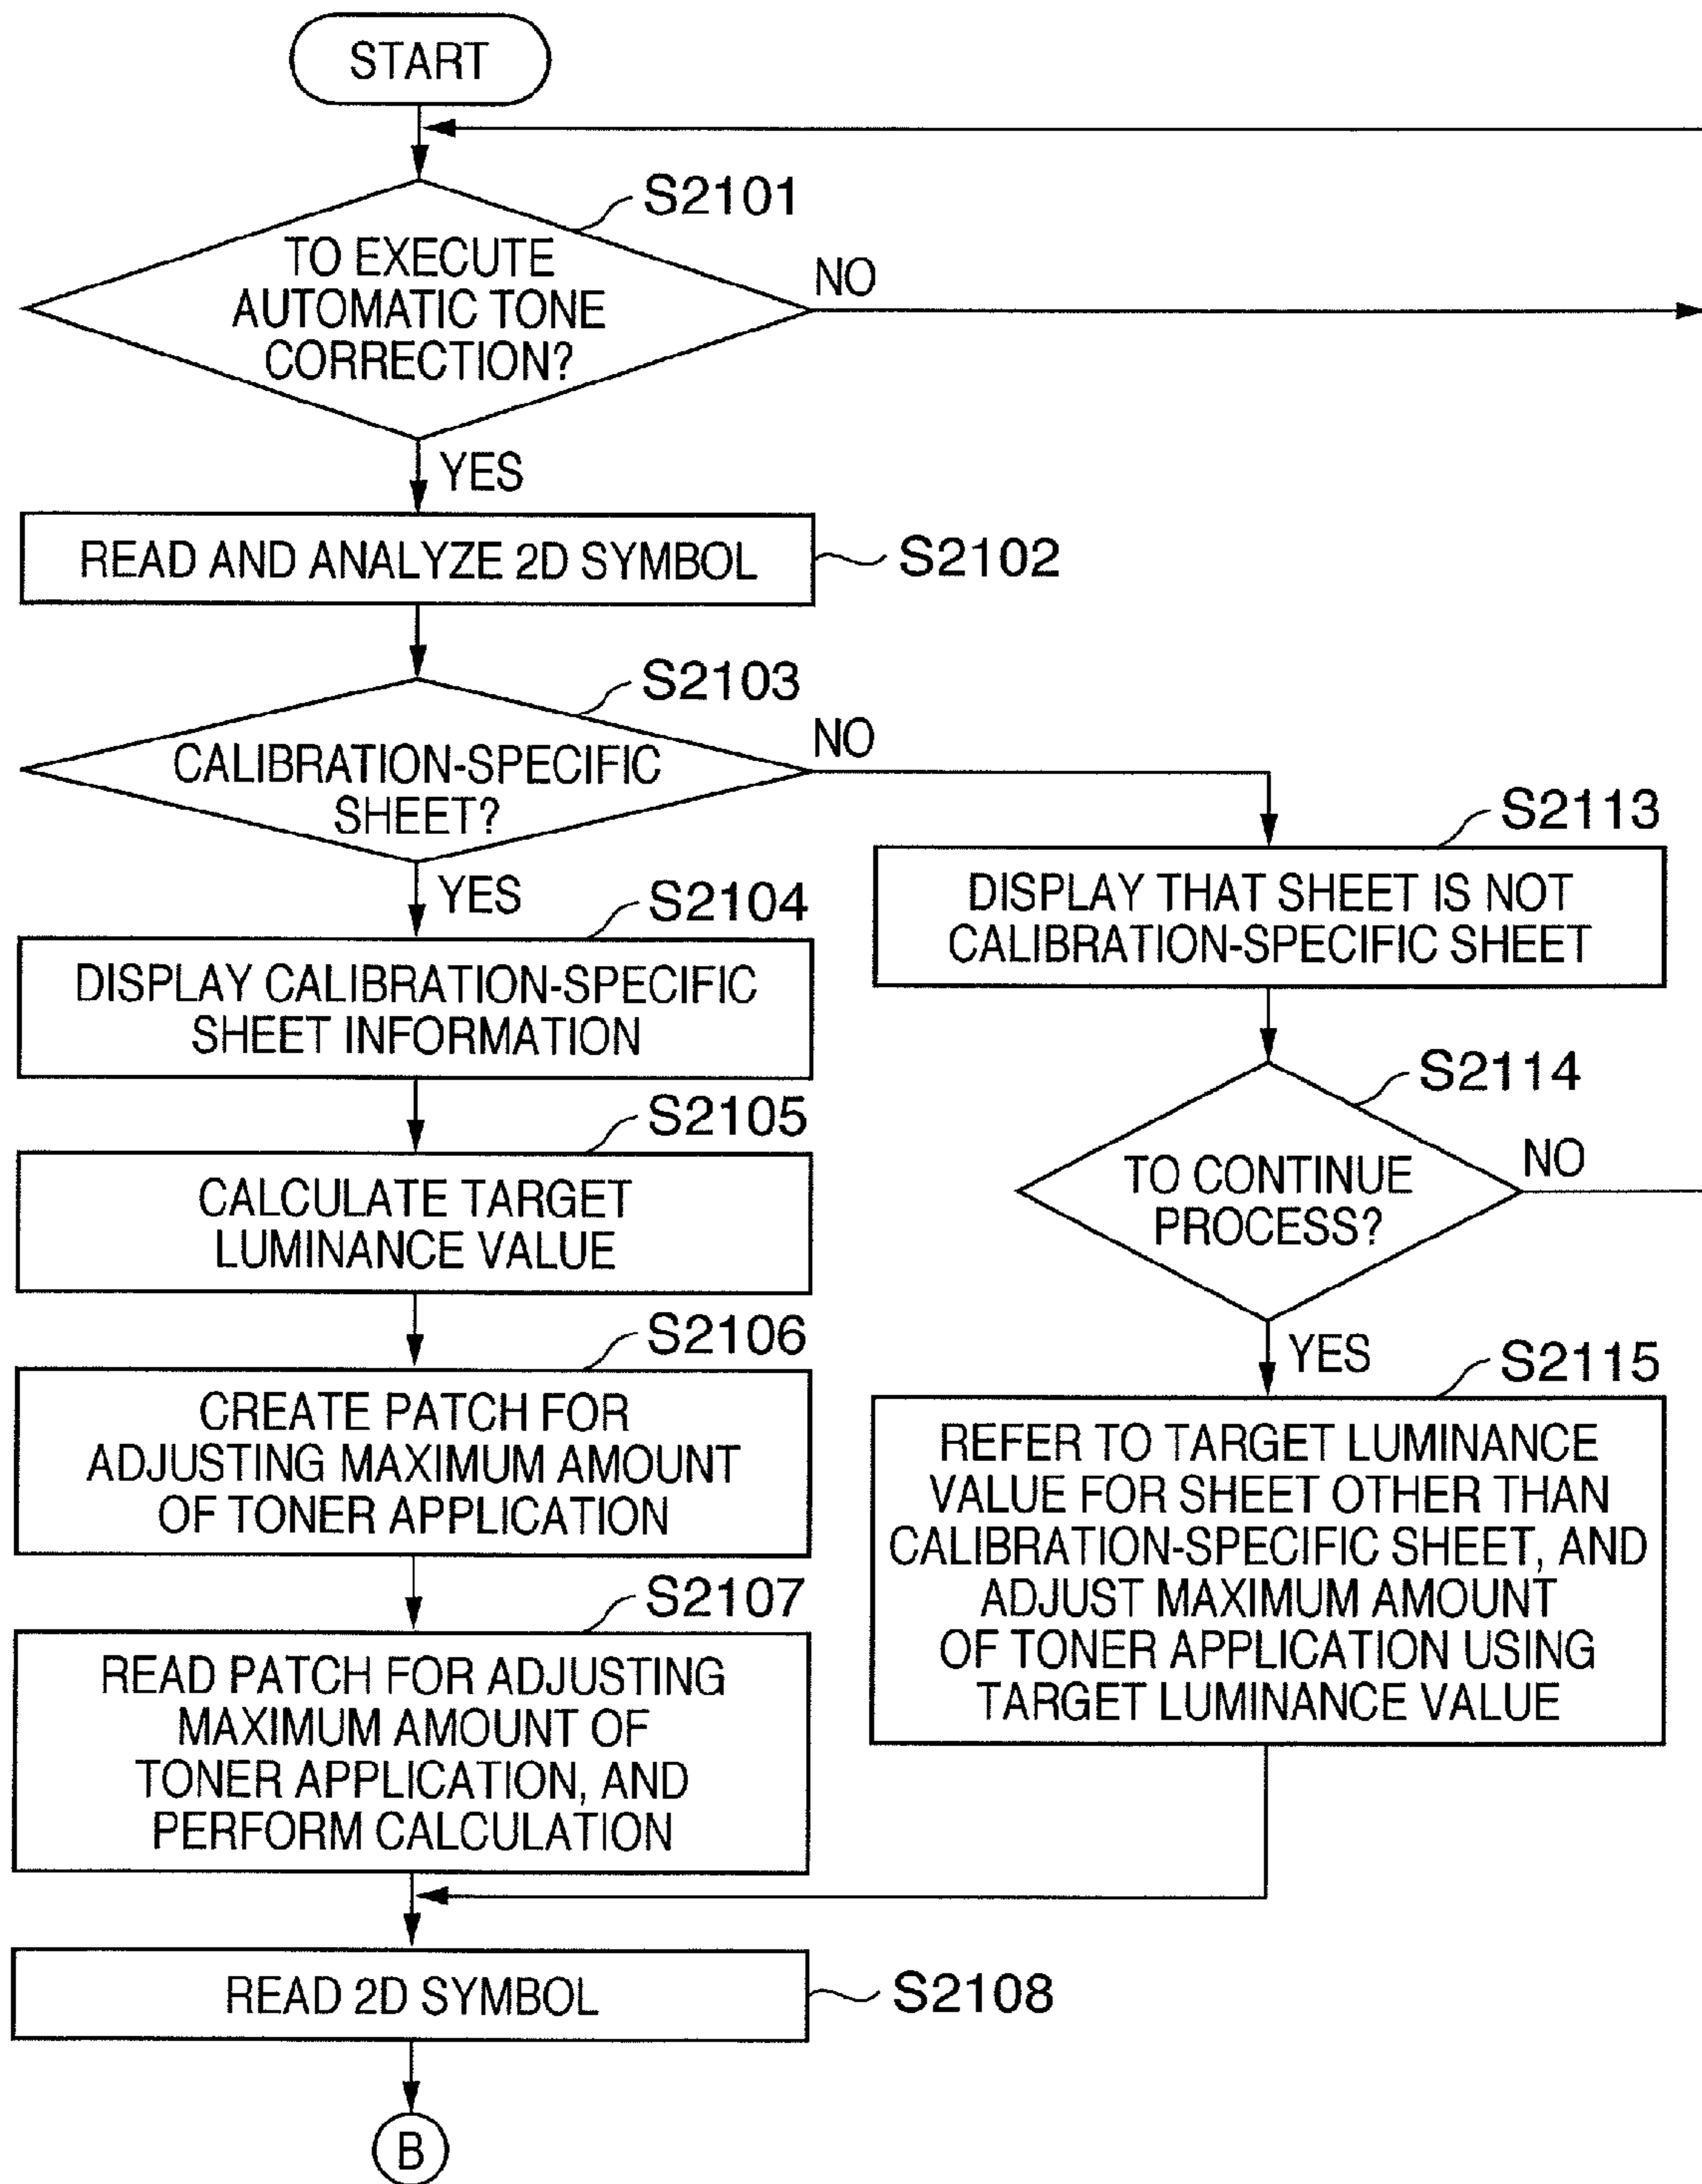 START
S2101
TO EXECUTE
AUTOMATIC TONE
CORRECTION?
NO
YES
READ AND ANALYZE 2D SYMBOL
S2102
S2103
CALIBRATION-SPECIFIC
SHEET?
NO
YES
S2104
DISPLAY CALIBRATION-SPECIFIC
SHEET INFORMATION
S2105
CALCULATE TARGET
LUMINANCE VALUE
S2106
CREATE PATCH FOR
ADJUSTING MAXIMUM AMOUNT
OF TONER APPLICATION
S2107
READ PATCH FOR ADJUSTING
MAXIMUM AMOUNT OF
TONER APPLICATION, AND
PERFORM CALCULATION
S2113
DISPLAY THAT SHEET IS NOT
CALIBRATION-SPECIFIC SHEET
S2114
TO CONTINUE
PROCESS?
NO
YES
S2115
REFER TO TARGET LUMINANCE
VALUE FOR SHEET OTHER THAN
CALIBRATION-SPECIFIC SHEET, AND
ADJUST MAXIMUM AMOUNT
OF TONER APPLICATION USING
TARGET LUMINANCE VALUE
READ 2D SYMBOL
S2108
B